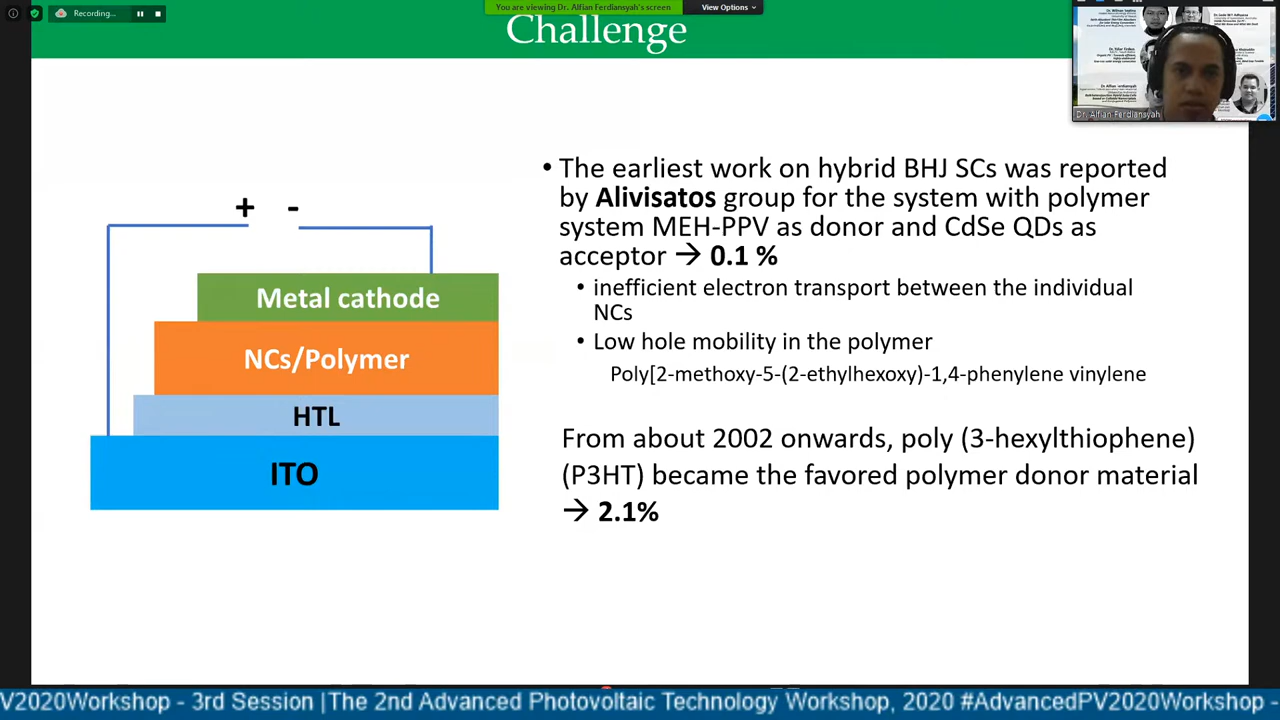 Recording...
You are viewing Dr. Alfian Ferdiansyah's screen
View Options
Challenge
Dr. Alfian Ferdiansyah
+ -
Metal cathode
NCs/Polymer
HTL
ITO
• The earliest work on hybrid BHJ SCs was reported
by Alivisatos group for the system with polymer
system MEH-PPV as donor and CdSe QDs as
acceptor → 0.1 %
• inefficient electron transport between the individual
NCs
• Low hole mobility in the polymer
Poly[2-methoxy-5-(2-ethylhexoxy)-1,4-phenylene vinylene
From about 2002 onwards, poly (3-hexylthiophene)
(P3HT) became the favored polymer donor material
→ 2.1%
PV2020Workshop - 3rd Session |The 2nd Advanced Photovoltaic Technology Workshop, 2020 #AdvancedPV2020Workshop -